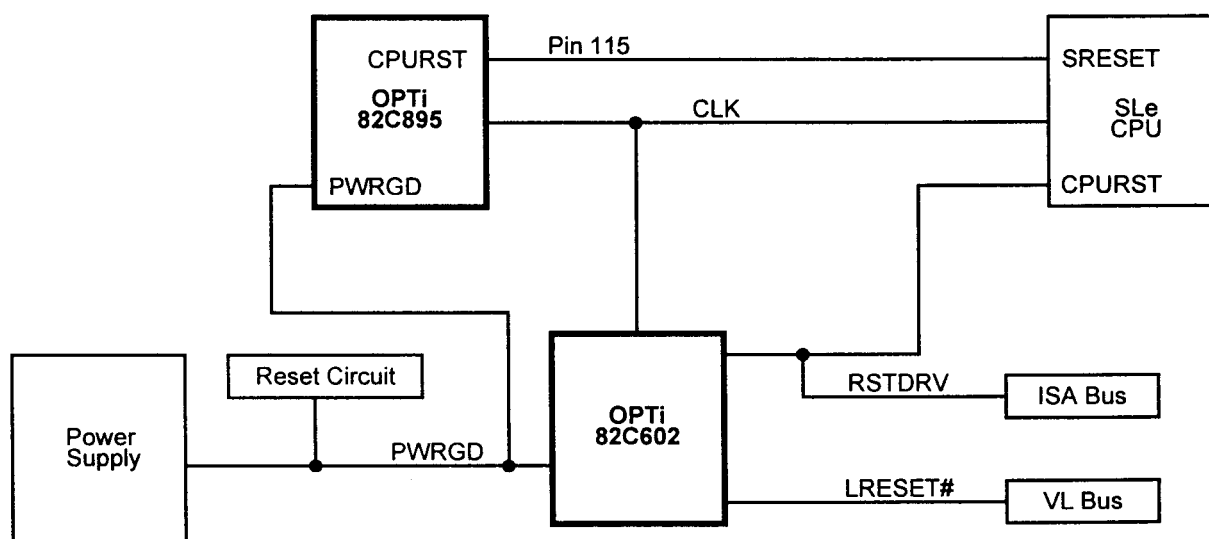 Pin 115
CPURST
OPTi
82C895
PWRGD
CLK
SRESET
SLe
CPU
CPURST
Reset Circuit
Power
Supply
PWRGD
OPTi
82C602
RSTDRV
ISA Bus
LRESET#
VL Bus